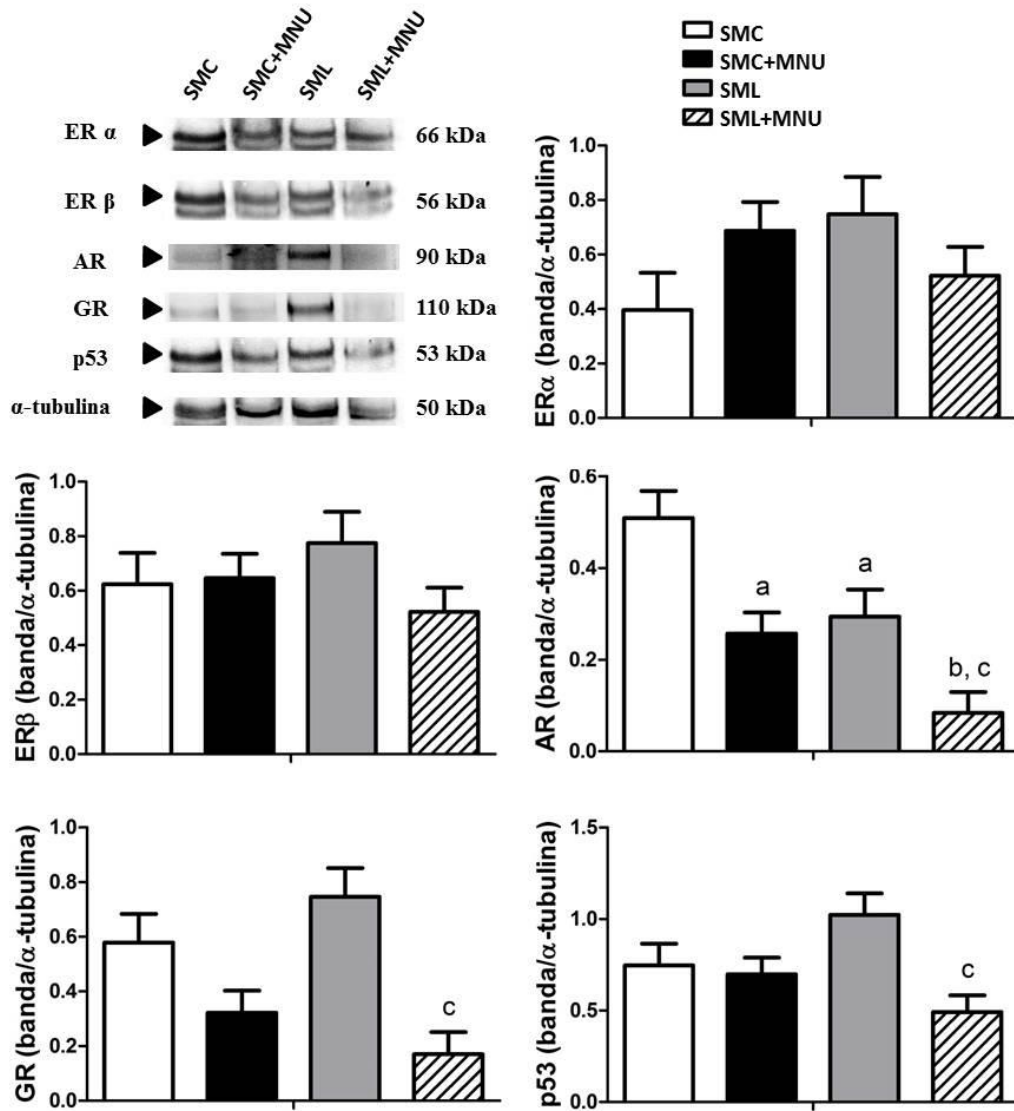 SMC SMC+MNU SML SML+MNU
ER α 66 kDa
ER β 56 kDa
AR 90 kDa
GR 110 kDa
p53 53 kDa
α-tubulina 50 kDa
SMC
SMC+MNU
SML
SML+MNU
ERα (banda/α-tubulina)
1.0
0.8
0.6
0.4
0.2
0.0
ERβ (banda/α-tubulina)
1.0
0.8
0.6
0.4
0.2
0.0
AR (banda/α-tubulina)
0.6
0.4
0.2
0.0
a
a
b, c
GR (banda/α-tubulina)
1.0
0.8
0.6
0.4
0.2
0.0
c
p53 (banda/α-tubulina)
1.5
1.0
0.5
0.0
c